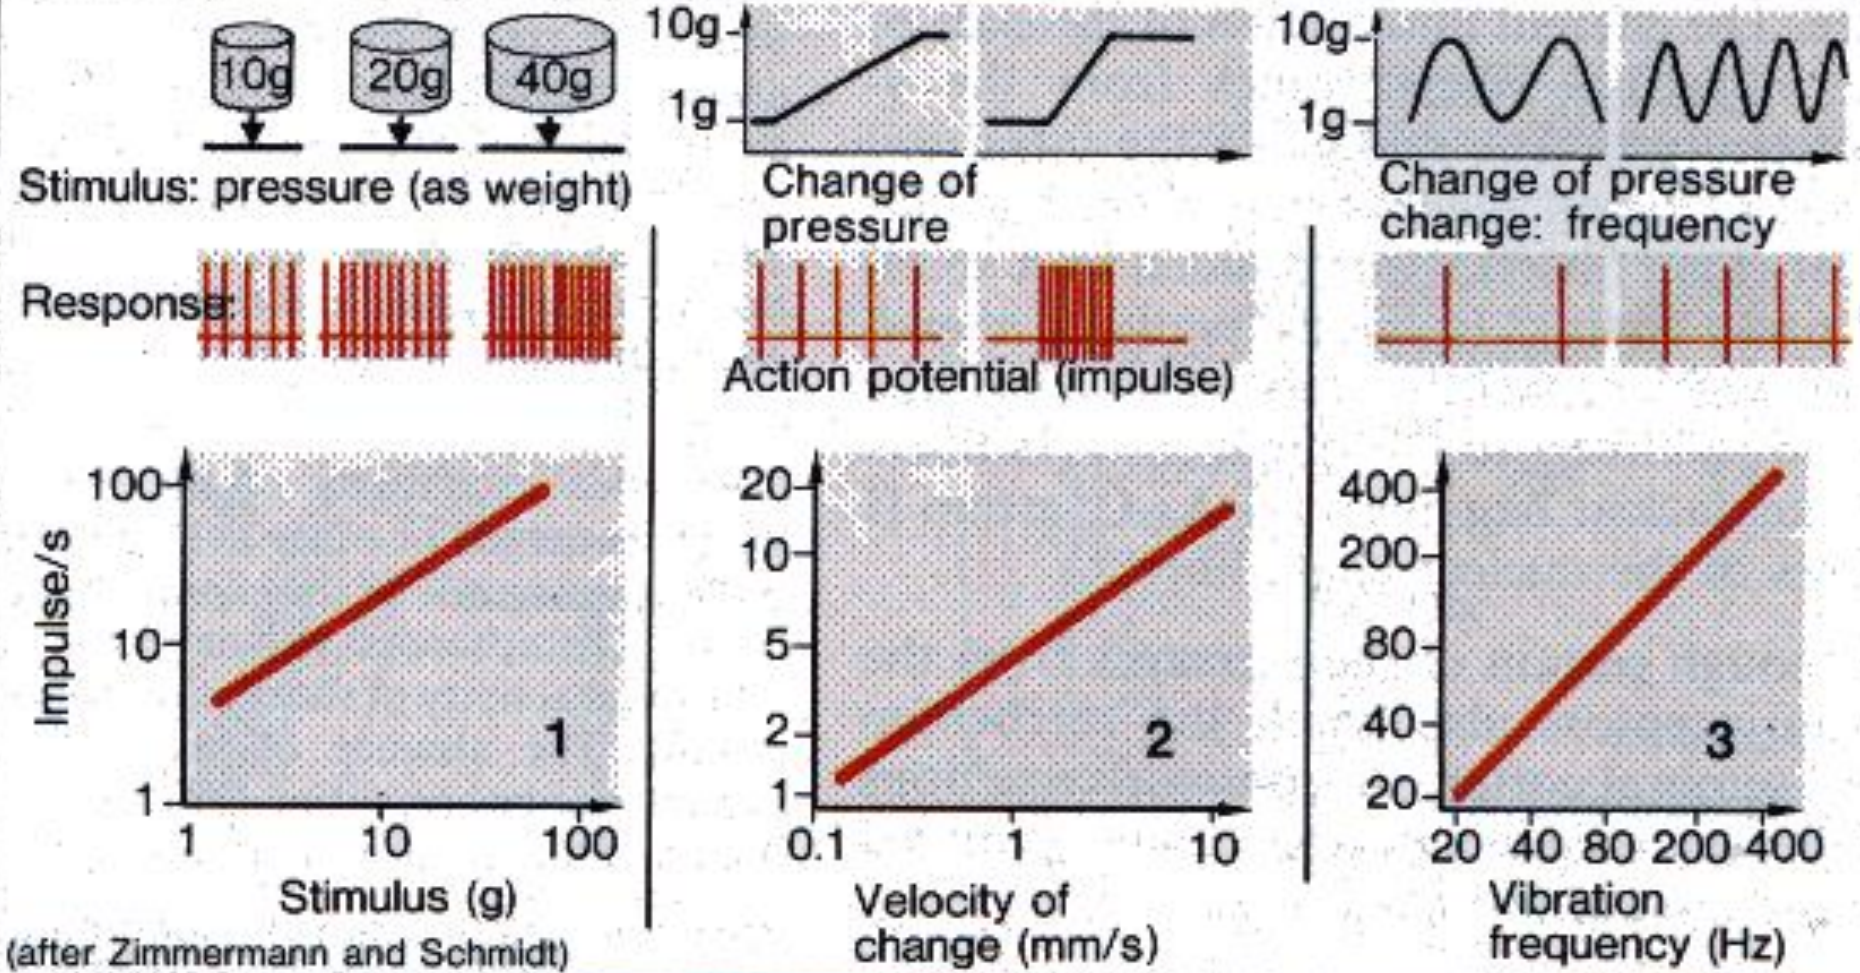 10g 20g 40g
Stimulus: pressure (as weight)
10g
1g
Change of
pressure
10g
1g
Change of pressure
change: frequency
Response:
Action potential (impulse)
Impulse/s
100
10
1
1 10 100
Stimulus (g)
1
20
10
5
2
1
0.1 1 10
Velocity of
change (mm/s)
2
400
200
80
40
20
20 40 80 200 400
Vibration
frequency (Hz)
3
(after Zimmermann and Schmidt)